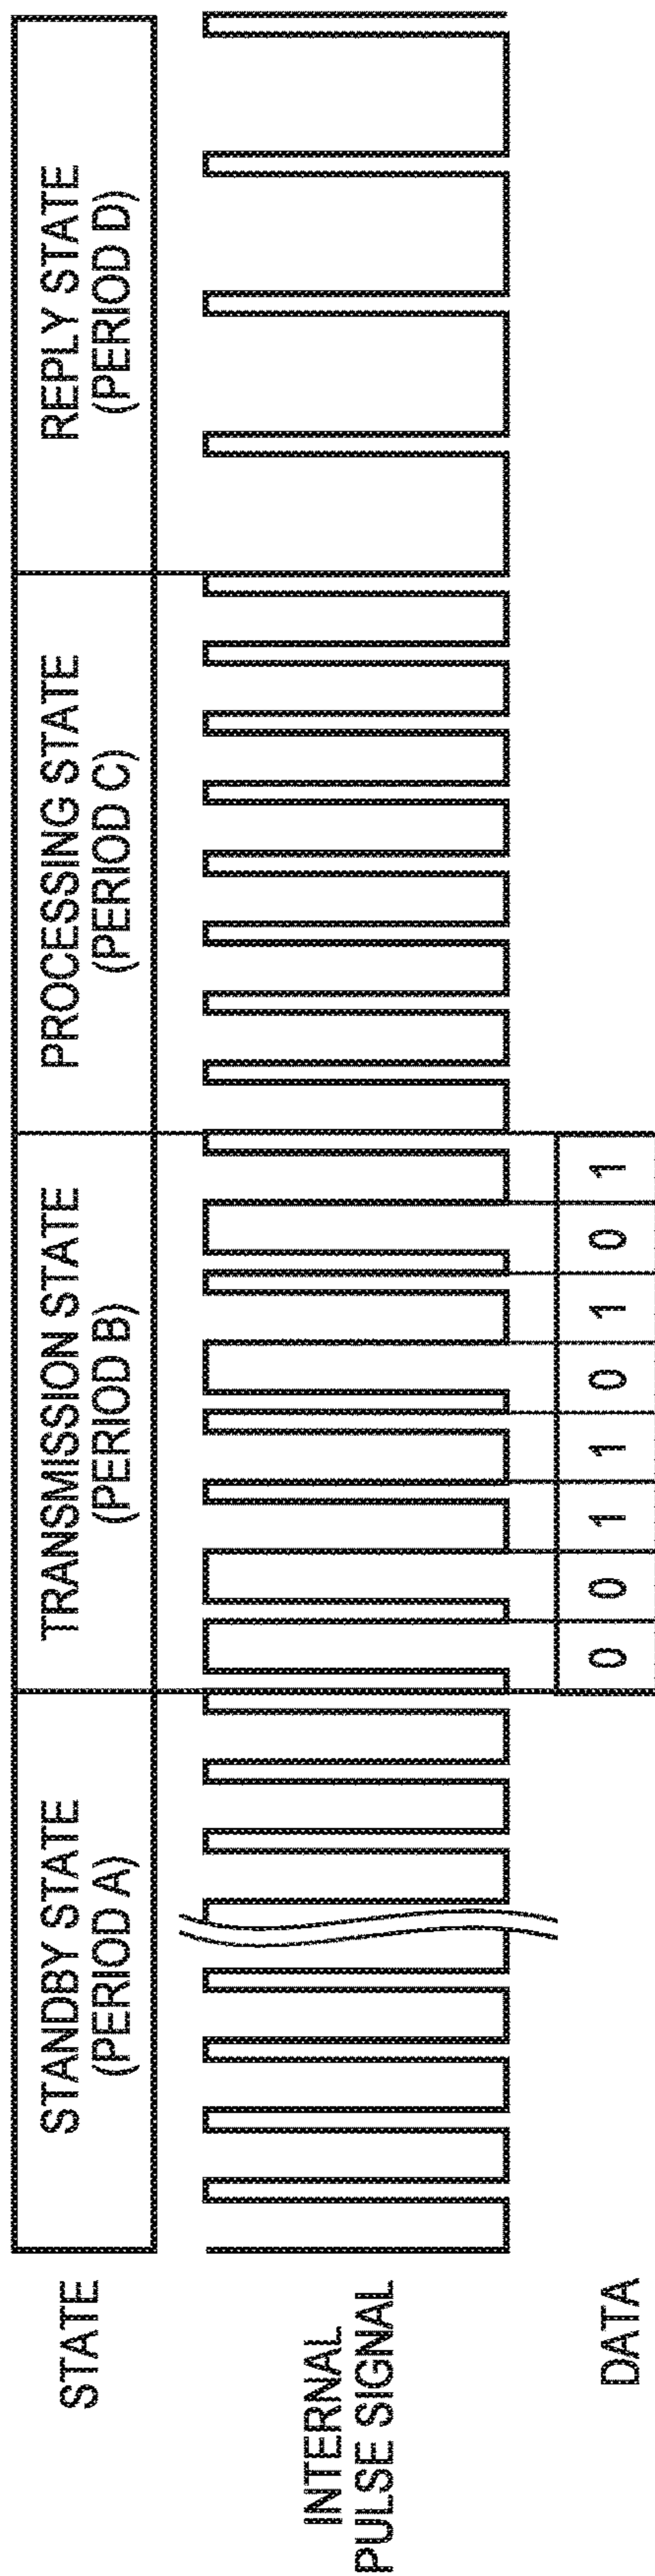 STATE
STANDBY STATE
(PERIOD A)
TRANSMISSION STATE
(PERIOD B)
PROCESSING STATE
(PERIOD C)
REPLY STATE
(PERIOD D)
INTERNAL
PULSE SIGNAL
DATA
0 0 1 1 0 1 0 1